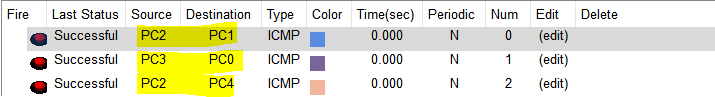 Fire Last Status Source Destination Type Color Time(sec) Periodic Num Edit Delete
Successful PC2 PC1 ICMP 0.000 N 0 (edit)
Successful PC3 PC0 ICMP 0.000 N 1 (edit)
Successful PC2 PC4 ICMP 0.000 N 2 (edit)